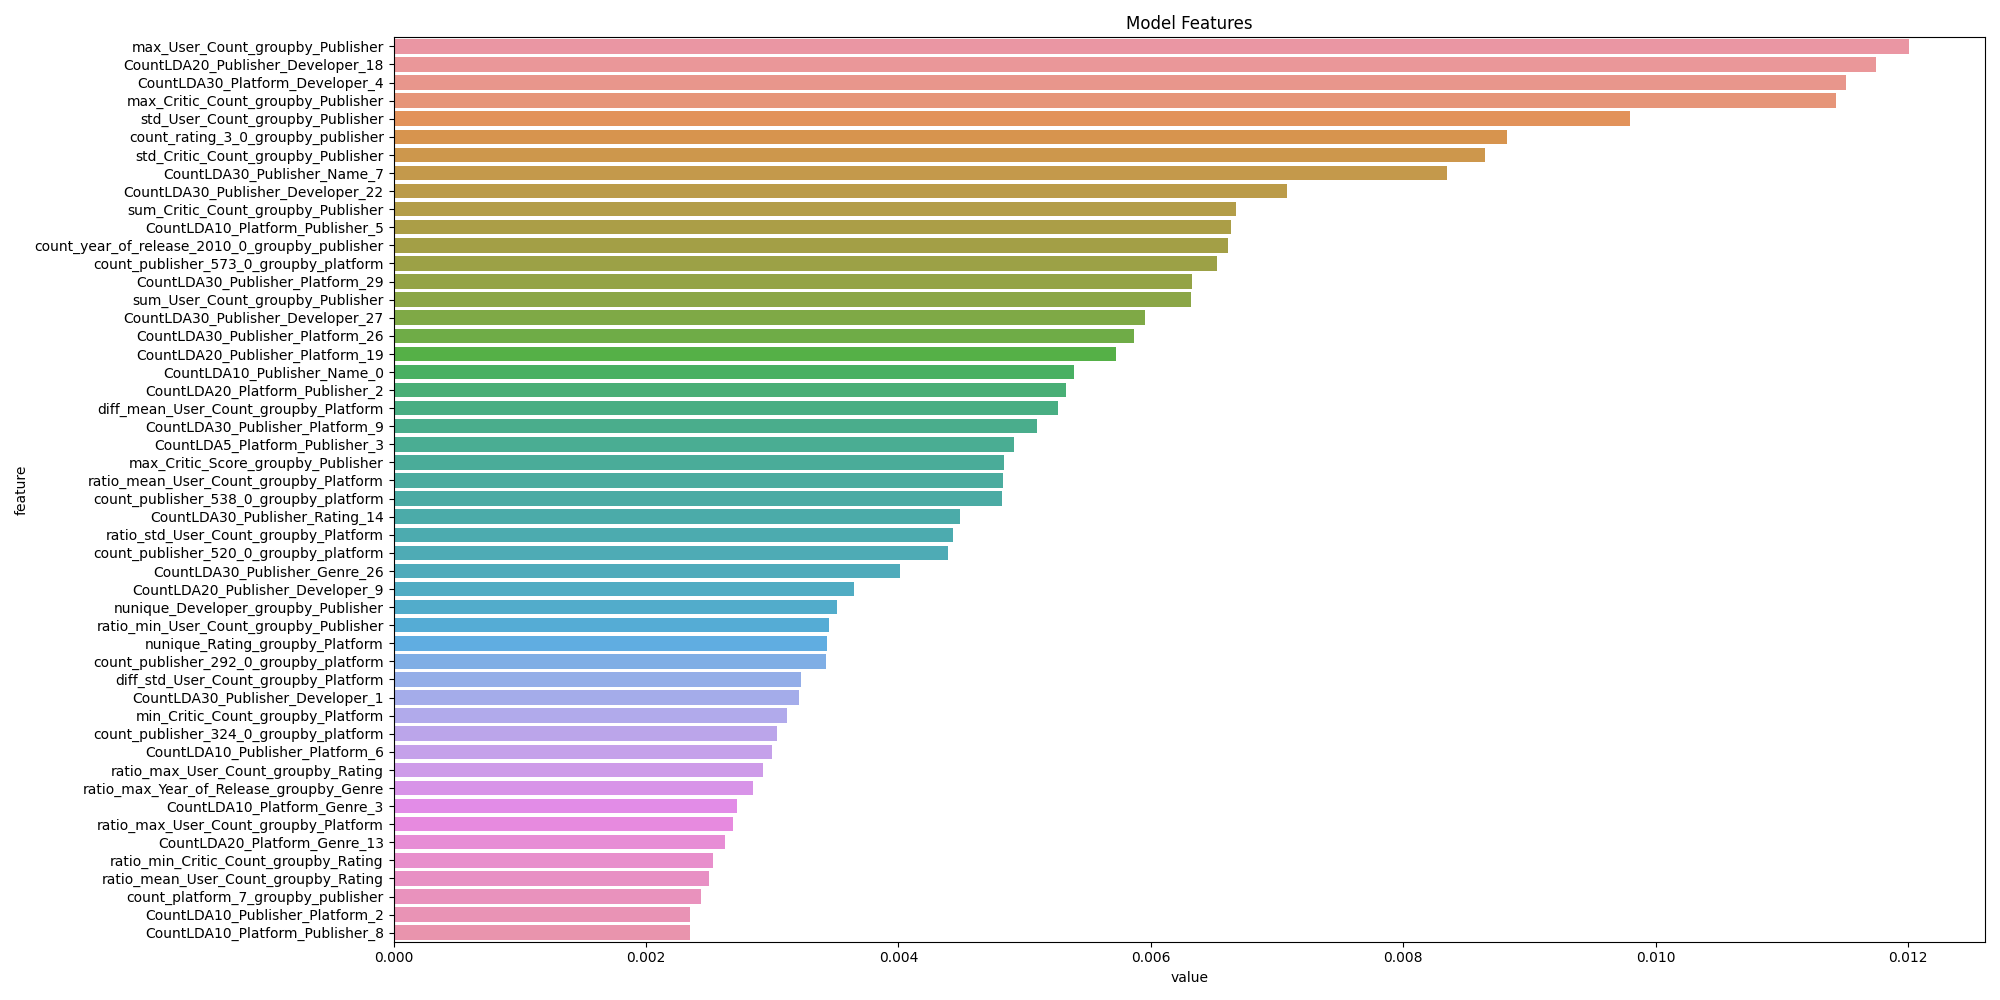 Model Features
feature
max_User_Count_groupby_Publisher
CountLDA20_Publisher_Developer_18
CountLDA30_Platform_Developer_4
max_Critic_Count_groupby_Publisher
std_User_Count_groupby_Publisher
count_rating_3_0_groupby_publisher
std_Critic_Count_groupby_Publisher
CountLDA30_Publisher_Name_7
CountLDA30_Publisher_Developer_22
sum_Critic_Count_groupby_Publisher
CountLDA10_Platform_Publisher_5
count_year_of_release_2010_0_groupby_publisher
count_publisher_573_0_groupby_platform
CountLDA30_Publisher_Platform_29
sum_User_Count_groupby_Publisher
CountLDA30_Publisher_Developer_27
CountLDA30_Publisher_Platform_26
CountLDA20_Publisher_Platform_19
CountLDA10_Publisher_Name_0
CountLDA20_Platform_Publisher_2
diff_mean_User_Count_groupby_Platform
CountLDA30_Publisher_Platform_9
CountLDA5_Platform_Publisher_3
max_Critic_Score_groupby_Publisher
ratio_mean_User_Count_groupby_Platform
count_publisher_538_0_groupby_platform
CountLDA30_Publisher_Rating_14
ratio_std_User_Count_groupby_Platform
count_publisher_520_0_groupby_platform
CountLDA30_Publisher_Genre_26
CountLDA20_Publisher_Developer_9
nunique_Developer_groupby_Publisher
ratio_min_User_Count_groupby_Publisher
nunique_Rating_groupby_Platform
count_publisher_292_0_groupby_platform
diff_std_User_Count_groupby_Platform
CountLDA30_Publisher_Developer_1
min_Critic_Count_groupby_Platform
count_publisher_324_0_groupby_platform
CountLDA10_Publisher_Platform_6
ratio_max_User_Count_groupby_Rating
ratio_max_Year_of_Release_groupby_Genre
CountLDA10_Platform_Genre_3
ratio_max_User_Count_groupby_Platform
CountLDA20_Platform_Genre_13
ratio_min_Critic_Count_groupby_Rating
ratio_mean_User_Count_groupby_Rating
count_platform_7_groupby_publisher
CountLDA10_Publisher_Platform_2
CountLDA10_Platform_Publisher_8
0.000 0.002 0.004 0.006 0.008 0.010 0.012
value